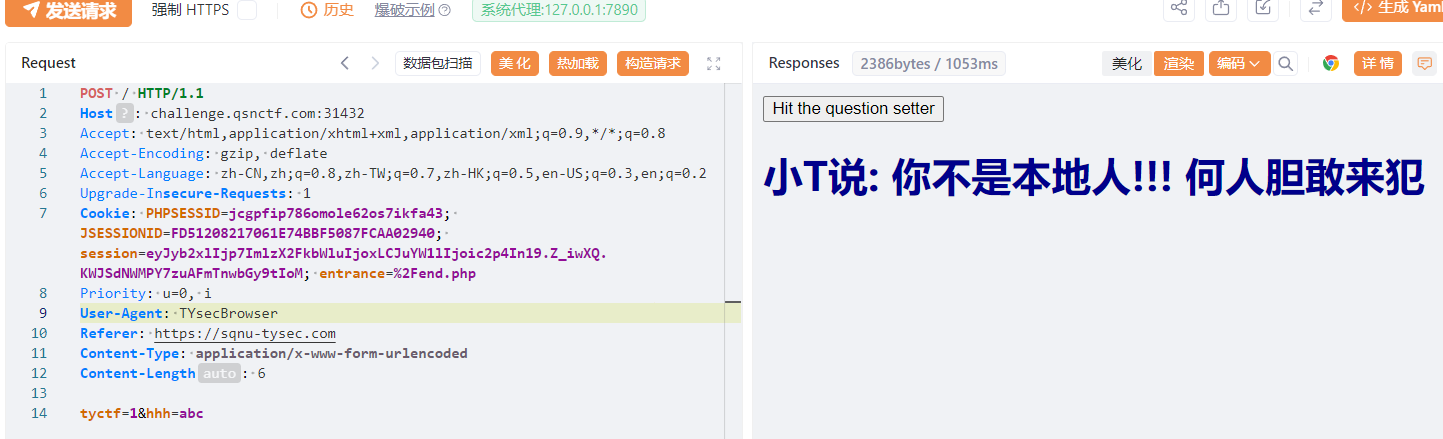 发送请求 强制 HTTPS 历史 爆破示例 系统代理:127.0.0.1:7890 </> 生成 Yaml
Request 数据包扫描 美化 热加载 构造请求
1 POST / HTTP/1.1
2 Host ? : challenge.qsnctf.com:31432
3 Accept: text/html,application/xhtml+xml,application/xml;q=0.9,*/*;q=0.8
4 Accept-Encoding: gzip, deflate
5 Accept-Language: zh-CN,zh;q=0.8,zh-TW;q=0.7,zh-HK;q=0.5,en-US;q=0.3,en;q=0.2
6 Upgrade-Insecure-Requests: 1
7 Cookie: PHPSESSID=jcgpfip786omole62os7ikfa43;
JSESSIONID=FD51208217061E74BBF5087FCAA02940;
session=eyJyb2xlIjp7ImlzX2FkbWluIjoxLCJuYW1lIjoic2p4In19.Z_iwXQ.
KWJSdNWMPY7zuAFmTnwbGy9tIoM; entrance=%2Fend.php
8 Priority: u=0, i
9 User-Agent: TYsecBrowser
10 Referer: https://sqnu-tysec.com
11 Content-Type: application/x-www-form-urlencoded
12 Content-Length auto : 6
13
14 tyctf=1&hhh=abc
Responses 2386bytes / 1053ms 美化 渲染 编码 详情
Hit the question setter
小T说: 你不是本地人!!! 何人胆敢来犯